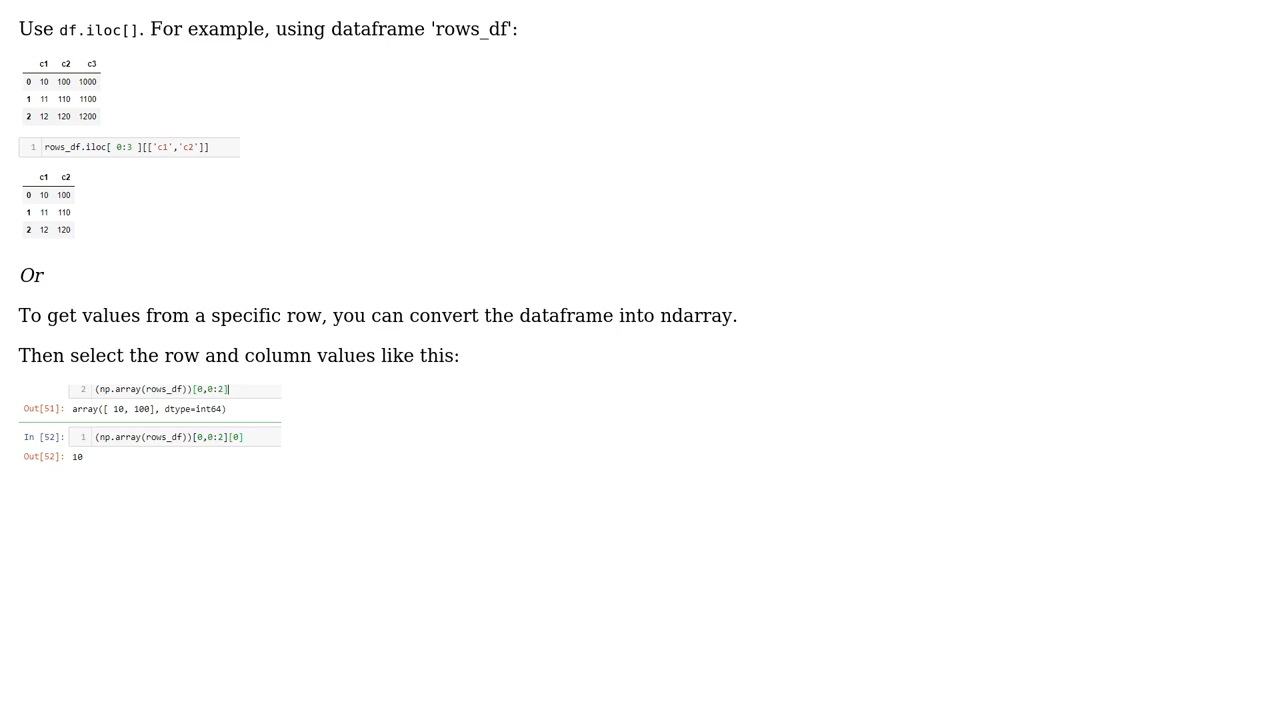 Use df.iloc[]. For example, using dataframe 'rows_df':
c1 c2 c3
0 10 100 1000
1 11 110 1100
2 12 120 1200
1 rows_df.iloc[ 0:3 ][['c1','c2']]
c1 c2
0 10 100
1 11 110
2 12 120
Or
To get values from a specific row, you can convert the dataframe into ndarray.
Then select the row and column values like this:
2 (np.array(rows_df))[0,0:2]
Out[51]: array([ 10, 100], dtype=int64)
In [52]: 1 (np.array(rows_df))[0,0:2][0]
Out[52]: 10